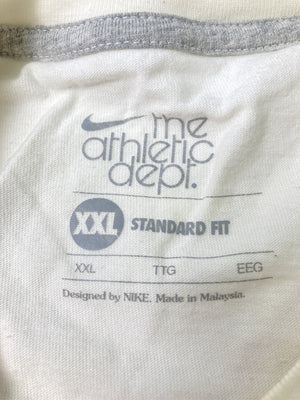 the
athletic
dept.
XXL STANDARD FIT
XXL TTG EEG
Designed by NIKE. Made in Malaysia.